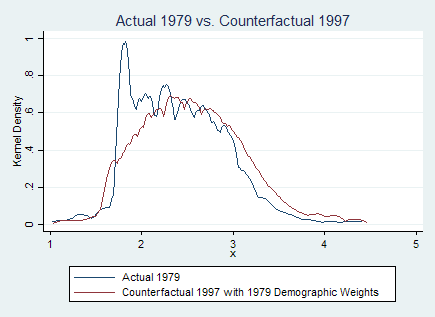 Actual 1979 vs. Counterfactual 1997
Kernel Density
1
.8
.6
.4
.2
0
1 2 3 4 5
x
Actual 1979
Counterfactual 1997 with 1979 Demographic Weights